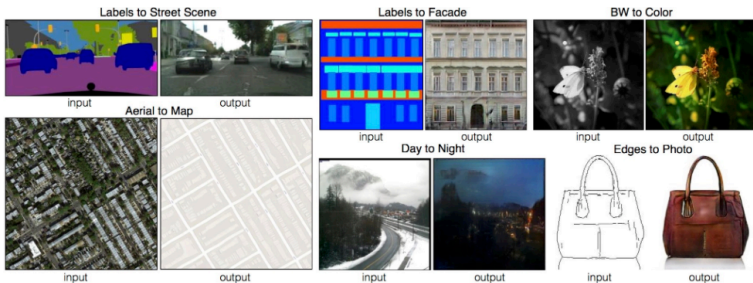 Labels to Street Scene
input
output
Aerial to Map
input
output
Labels to Facade
input
output
BW to Color
input
output
Day to Night
input
output
Edges to Photo
input
output